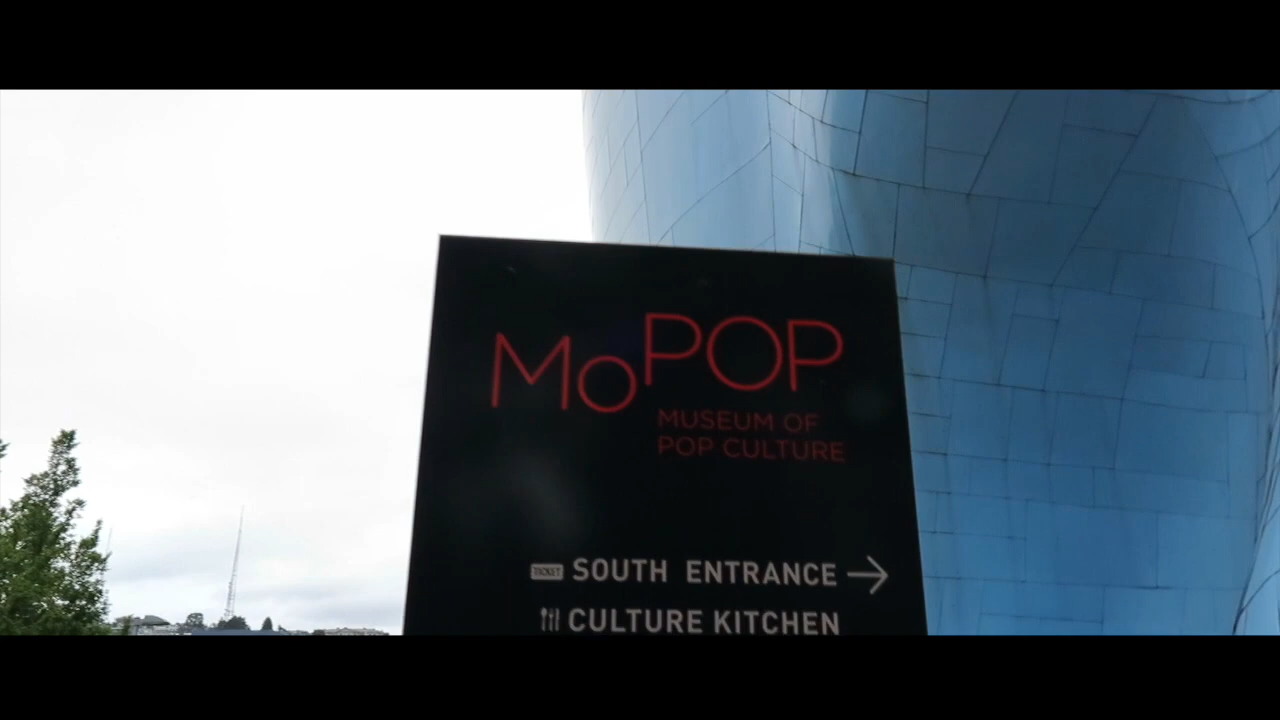 MoPOP
MUSEUM OF
POP CULTURE
TICKET SOUTH ENTRANCE
CULTURE KITCHEN